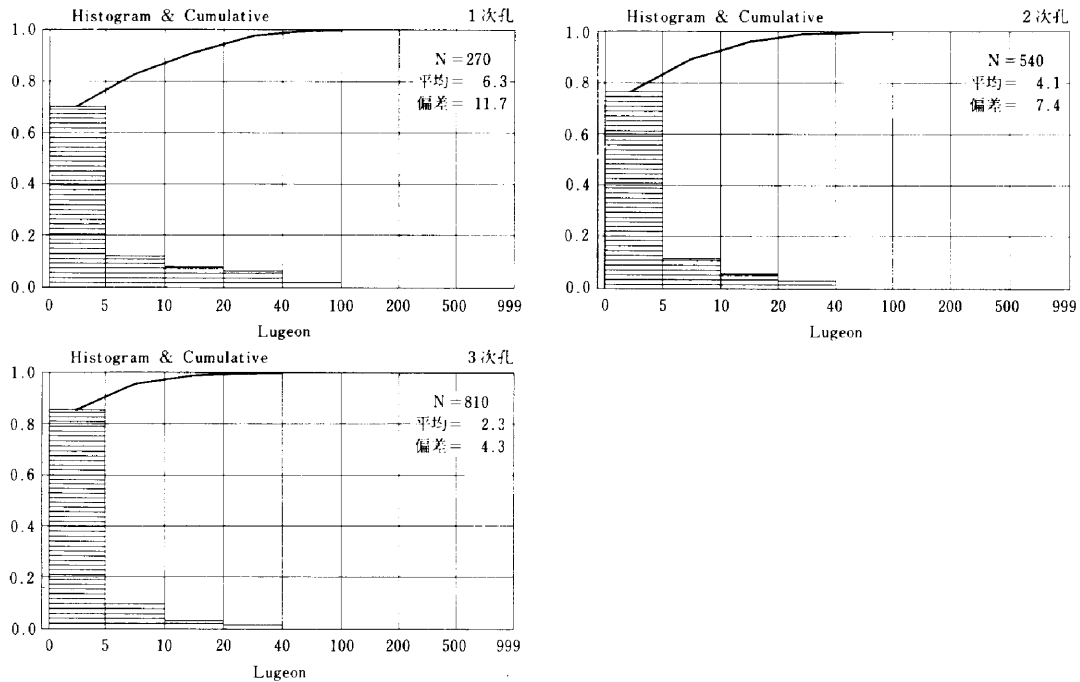 Histogram & Cumulative 1次孔
N=270
平均= 6.3
偏差= 11.7
1.0
0.8
0.6
0.4
0.2
0.0
0 5 10 20 40 100 200 500 999
Lugeon
Histogram & Cumulative 2次孔
N=540
平均= 4.1
偏差= 7.4
1.0
0.8
0.6
0.4
0.2
0.0
0 5 10 20 40 100 200 500 999
Lugeon
Histogram & Cumulative 3次孔
N=810
平均= 2.3
偏差= 4.3
1.0
0.8
0.6
0.4
0.2
0.0
0 5 10 20 40 100 200 500 999
Lugeon